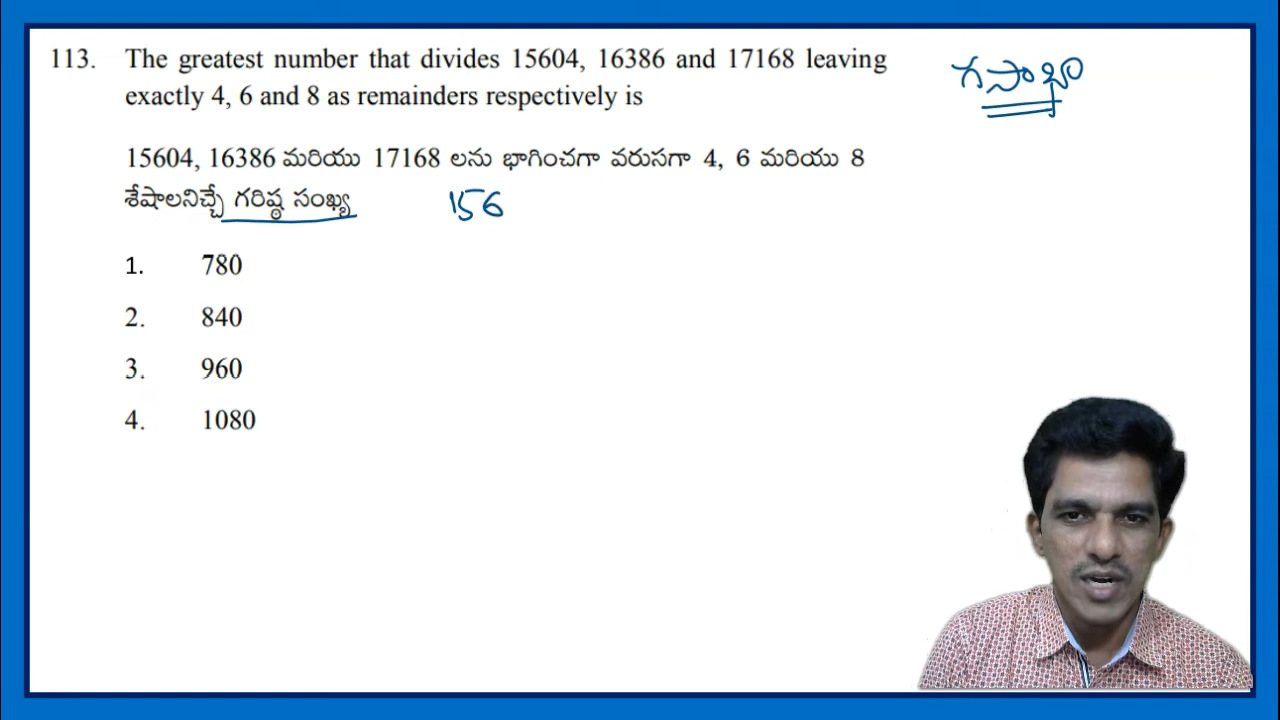 113. The greatest number that divides 15604, 16386 and 17168 leaving
exactly 4, 6 and 8 as remainders respectively is
గసాభా
15604, 16386 మరియు 17168 లను భాగించగా వరుసగా 4, 6 మరియు 8
శేషాలనిచ్చే గరిష్ఠ సంఖ్య
156
1. 780
2. 840
3. 960
4. 1080